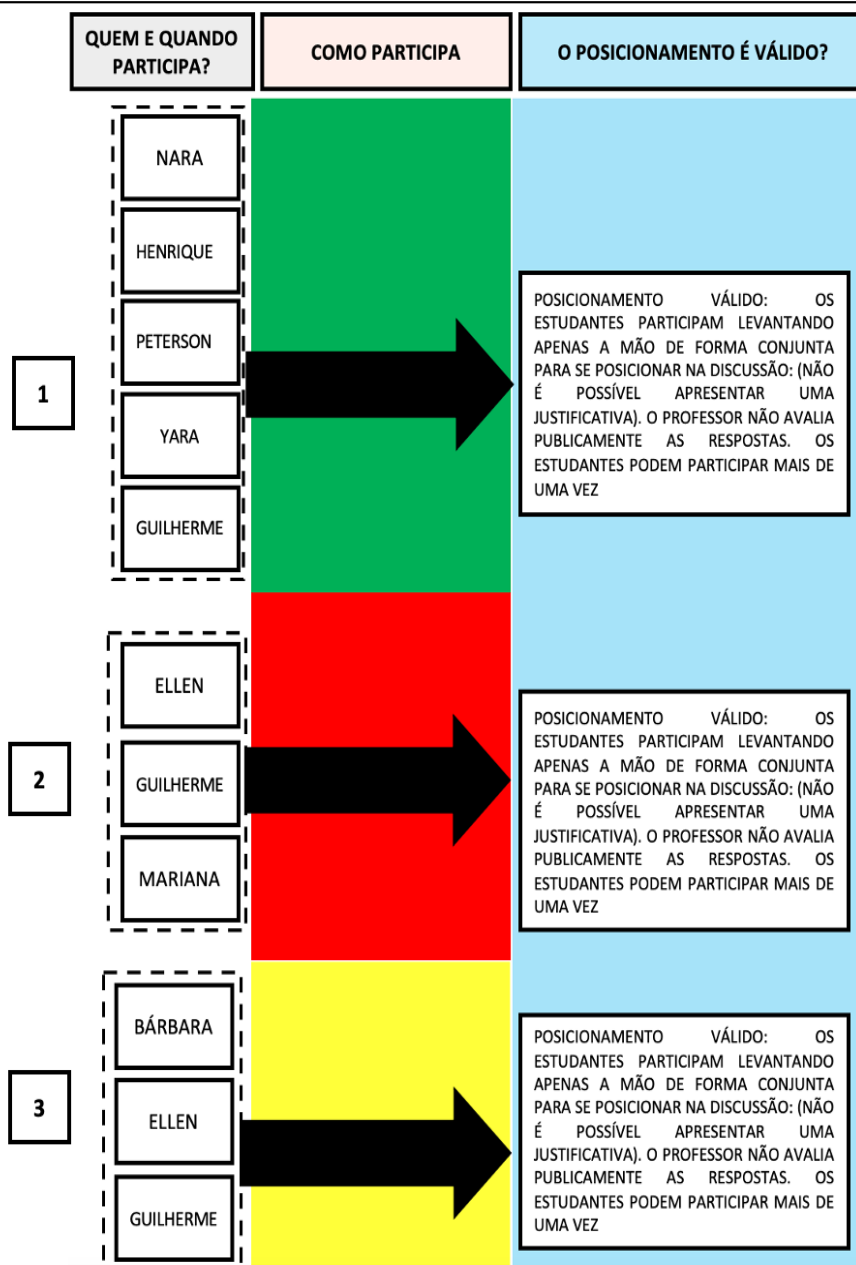 QUEM E QUANDO
PARTICIPA?
COMO PARTICIPA
O POSICIONAMENTO É VÁLIDO?
1
NARA
HENRIQUE
PETERSON
YARA
GUILHERME
POSICIONAMENTO VÁLIDO: OS
ESTUDANTES PARTICIPAM LEVANTANDO
APENAS A MÃO DE FORMA CONJUNTA
PARA SE POSICIONAR NA DISCUSSÃO: (NÃO
É POSSÍVEL APRESENTAR UMA
JUSTIFICATIVA). O PROFESSOR NÃO AVALIA
PUBLICAMENTE AS RESPOSTAS. OS
ESTUDANTES PODEM PARTICIPAR MAIS DE
UMA VEZ
2
ELLEN
GUILHERME
MARIANA
POSICIONAMENTO VÁLIDO: OS
ESTUDANTES PARTICIPAM LEVANTANDO
APENAS A MÃO DE FORMA CONJUNTA
PARA SE POSICIONAR NA DISCUSSÃO: (NÃO
É POSSÍVEL APRESENTAR UMA
JUSTIFICATIVA). O PROFESSOR NÃO AVALIA
PUBLICAMENTE AS RESPOSTAS. OS
ESTUDANTES PODEM PARTICIPAR MAIS DE
UMA VEZ
3
BÁRBARA
ELLEN
GUILHERME
POSICIONAMENTO VÁLIDO: OS
ESTUDANTES PARTICIPAM LEVANTANDO
APENAS A MÃO DE FORMA CONJUNTA
PARA SE POSICIONAR NA DISCUSSÃO: (NÃO
É POSSÍVEL APRESENTAR UMA
JUSTIFICATIVA). O PROFESSOR NÃO AVALIA
PUBLICAMENTE AS RESPOSTAS. OS
ESTUDANTES PODEM PARTICIPAR MAIS DE
UMA VEZ